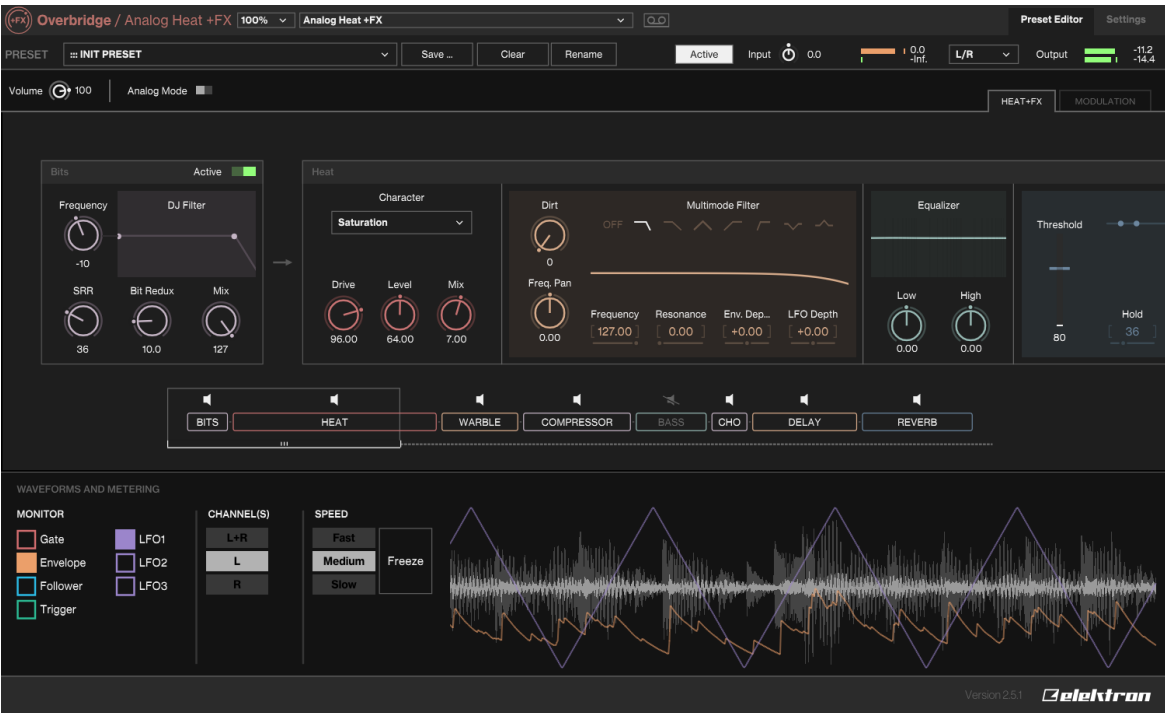 +FX Overbridge / Analog Heat +FX 100% Analog Heat +FX Preset Editor Settings
PRESET ::: INIT PRESET Save ... Clear Rename Active Input 0.0 0.0 -Inf. L/R Output -11.2 -14.4
Volume 100 Analog Mode HEAT+FX MODULATION
Bits Active Heat
Frequency DJ Filter Character Dirt Multimode Filter Equalizer
Saturation OFF Threshold
-10 0
SRR Bit Redux Mix Drive Level Mix Freq. Pan Low High
Frequency Resonance Env. Dep... LFO Depth Hold
127.00 0.00 +0.00 +0.00 36
36 10.0 127 96.00 64.00 7.00 0.00 0.00 0.00 80
BITS HEAT WARBLE COMPRESSOR BASS CHO DELAY REVERB
WAVEFORMS AND METERING
MONITOR CHANNEL(S) SPEED
Gate LFO1 L+R Fast
Envelope LFO2 L Medium Freeze
Follower LFO3 R Slow
Trigger
Version 2.5.1 elektron